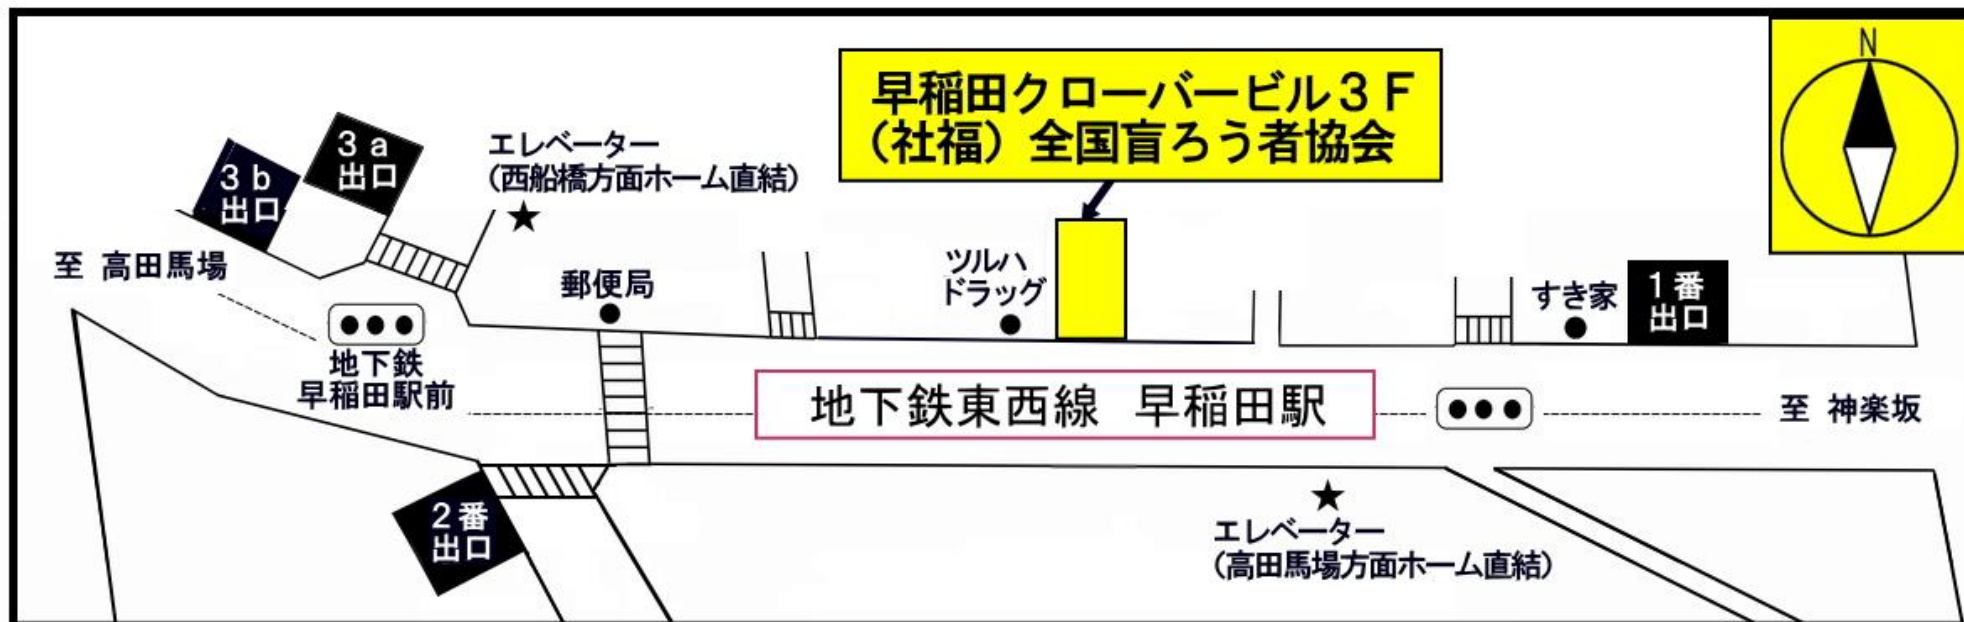 N
早稲田クローバービル３Ｆ
（社福）全国盲ろう者協会
３ａ
出口
３ｂ
出口
エレベーター
（西船橋方面ホーム直結）
至 高田馬場
郵便局
ツルハ
ドラッグ
すき家
１番
出口
地下鉄
早稲田駅前
地下鉄東西線 早稲田駅
至 神楽坂
２番
出口
エレベーター
（高田馬場方面ホーム直結）